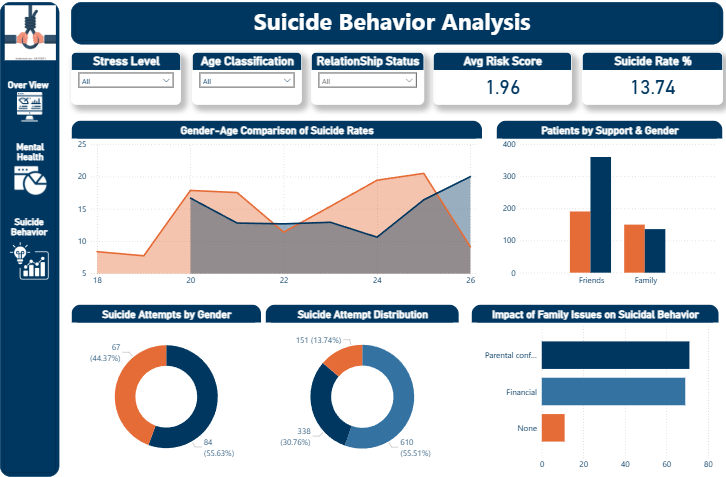 Suicide Behavior Analysis
Over View
Mental
Health
Suicide
Behavior
Stress Level
All
Age Classification
All
RelationShip Status
All
Avg Risk Score
1.96
Suicide Rate %
13.74
Gender-Age Comparison of Suicide Rates
25
20
15
10
5
18
20
22
24
26
Patients by Support & Gender
400
300
200
100
0
Friends
Family
Suicide Attempts by Gender
67
(44.37%)
84
(55.63%)
Suicide Attempt Distribution
151 (13.74%)
338
(30.76%)
610
(55.51%)
Impact of Family Issues on Suicidal Behavior
Parental conf...
Financial
None
0
20
40
60
80